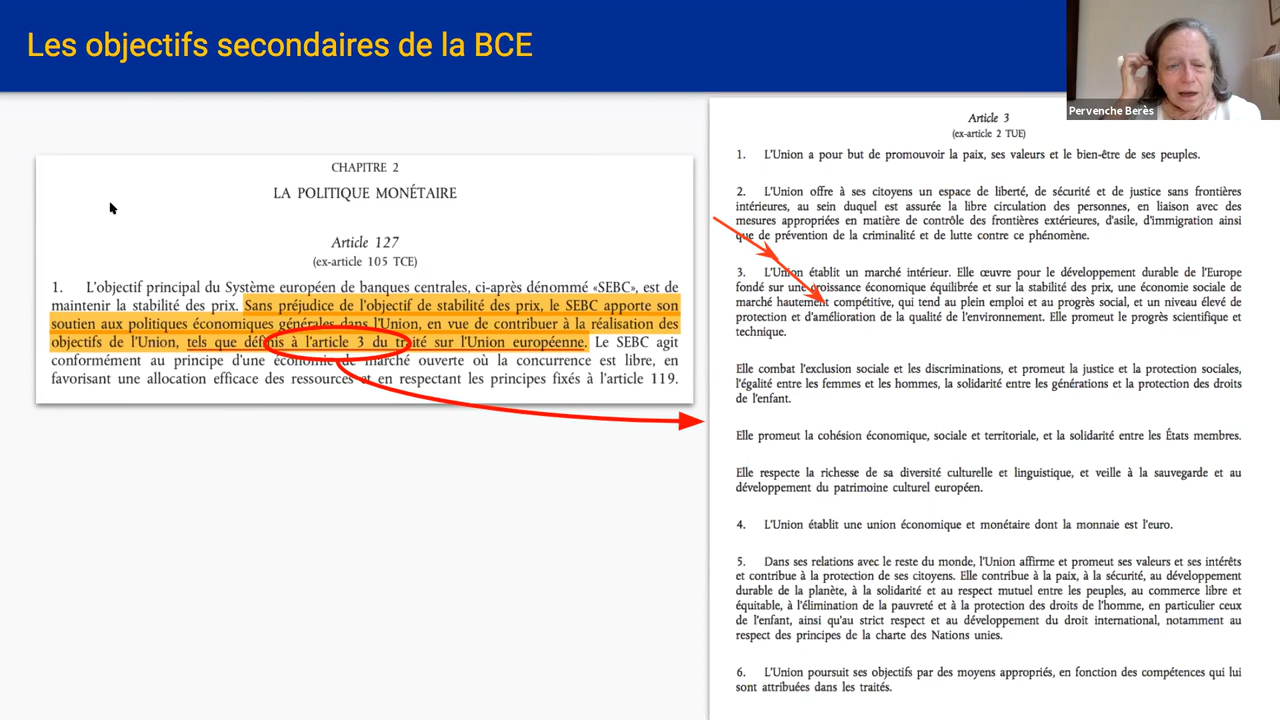 Les objectifs secondaires de la BCE
Pervenche Berès
CHAPITRE 2
LA POLITIQUE MONÉTAIRE
Article 127
(ex-article 105 TCE)
1. L'objectif principal du Système européen de banques centrales, ci-après dénommé «SEBC», est de
maintenir la stabilité des prix. Sans préjudice de l'objectif de stabilité des prix, le SEBC apporte son
soutien aux politiques économiques générales dans l'Union, en vue de contribuer à la réalisation des
objectifs de l'Union, tels que définis à l'article 3 du traité sur l'Union européenne. Le SEBC agit
conformément au principe d'une économie de marché ouverte où la concurrence est libre, en
favorisant une allocation efficace des ressources et en respectant les principes fixés à l'article 119.
Article 3
(ex-article 2 TUE)
1. L'Union a pour but de promouvoir la paix, ses valeurs et le bien-être de ses peuples.
2. L'Union offre à ses citoyens un espace de liberté, de sécurité et de justice sans frontières
intérieures, au sein duquel est assurée la libre circulation des personnes, en liaison avec des
mesures appropriées en matière de contrôle des frontières extérieures, d'asile, d'immigration ainsi
que de prévention de la criminalité et de lutte contre ce phénomène.
3. L'Union établit un marché intérieur. Elle œuvre pour le développement durable de l'Europe
fondé sur une croissance économique équilibrée et sur la stabilité des prix, une économie sociale de
marché hautement compétitive, qui tend au plein emploi et au progrès social, et un niveau élevé de
protection et d'amélioration de la qualité de l'environnement. Elle promeut le progrès scientifique et
technique.
Elle combat l'exclusion sociale et les discriminations, et promeut la justice et la protection sociales,
l'égalité entre les femmes et les hommes, la solidarité entre les générations et la protection des droits
de l'enfant.
Elle promeut la cohésion économique, sociale et territoriale, et la solidarité entre les États membres.
Elle respecte la richesse de sa diversité culturelle et linguistique, et veille à la sauvegarde et au
développement du patrimoine culturel européen.
4. L'Union établit une union économique et monétaire dont la monnaie est l'euro.
5. Dans ses relations avec le reste du monde, l'Union affirme et promeut ses valeurs et ses intérêts
et contribue à la protection de ses citoyens. Elle contribue à la paix, à la sécurité, au développement
durable de la planète, à la solidarité et au respect mutuel entre les peuples, au commerce libre et
équitable, à l'élimination de la pauvreté et à la protection des droits de l'homme, en particulier ceux
de l'enfant, ainsi qu'au strict respect et au développement du droit international, notamment au
respect des principes de la charte des Nations unies.
6. L'Union poursuit ses objectifs par des moyens appropriés, en fonction des compétences qui lui
sont attribuées dans les traités.